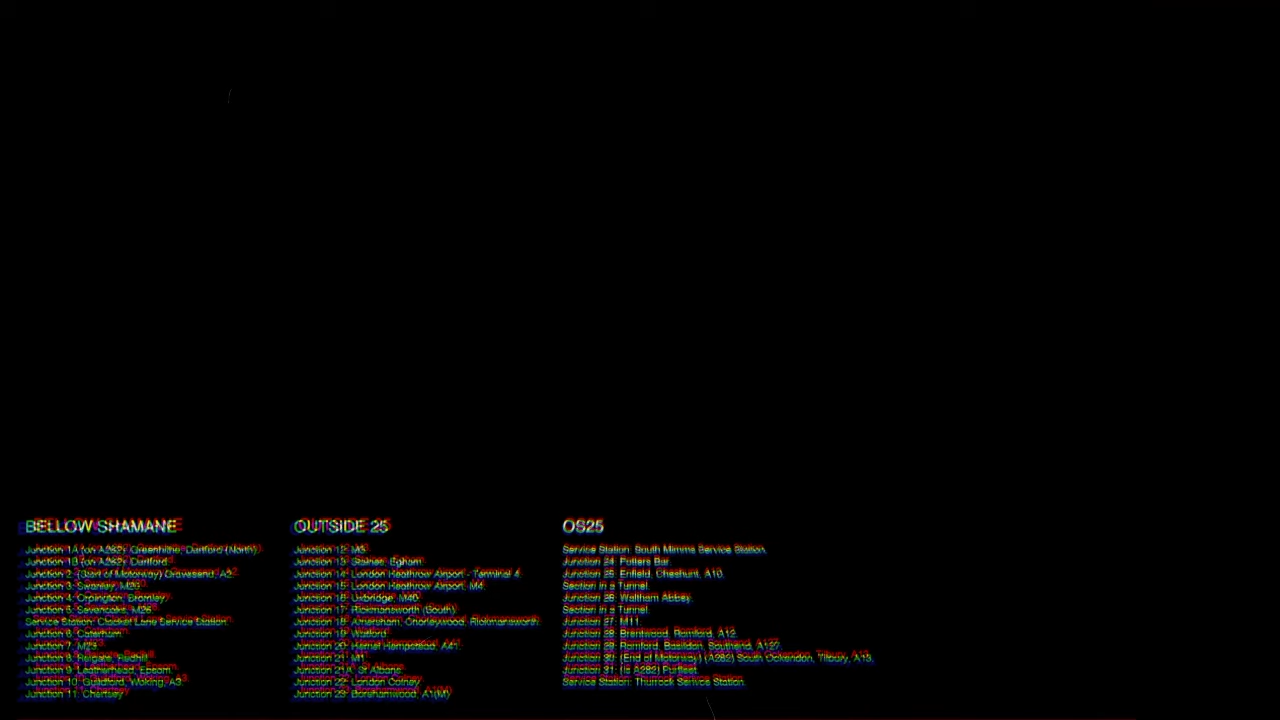 BELLOW SHAMANE
Junction 1A (on A282): Greenhithe, Dartford (North).
Junction 1B (on A282): Dartford.
Junction 2: (Start of Motorway) Gravesend, A2.
Junction 3: Swanley, M20.
Junction 4: Orpington, Bromley.
Junction 5: Sevenoaks, M26.
Service Station: Clacket Lane Service Station.
Junction 6: Caterham.
Junction 7: M23.
Junction 8: Reigate, Redhill.
Junction 9: Leatherhead, Epsom.
Junction 10: Guildford, Woking, A3.
Junction 11: Chertsey
OUTSIDE 25
Junction 12: M3.
Junction 13: Staines, Egham.
Junction 14: London Heathrow Airport - Terminal 4.
Junction 15: London Heathrow Airport, M4.
Junction 16: Uxbridge, M40.
Junction 17: Rickmansworth (South).
Junction 18: Amersham, Chorleywood, Rickmansworth.
Junction 19: Watford.
Junction 20: Hemel Hempstead, A41.
Junction 21: M1.
Junction 21A: St Albans.
Junction 22: London Colney.
Junction 23: Borehamwood, A1(M)
OS25
Service Station: South Mimms Service Station.
Junction 24: Potters Bar.
Junction 25: Enfield, Cheshunt, A10.
Section in a Tunnel.
Junction 26: Waltham Abbey.
Section in a Tunnel.
Junction 27: M11.
Junction 28: Brentwood, Romford, A12.
Junction 29: Romford, Basildon, Southend, A127.
Junction 30: (End of Motorway) (A282) South Ockendon, Tilbury, A13.
Junction 31: (is A282) Purfleet.
Service Station: Thurrock Service Station.